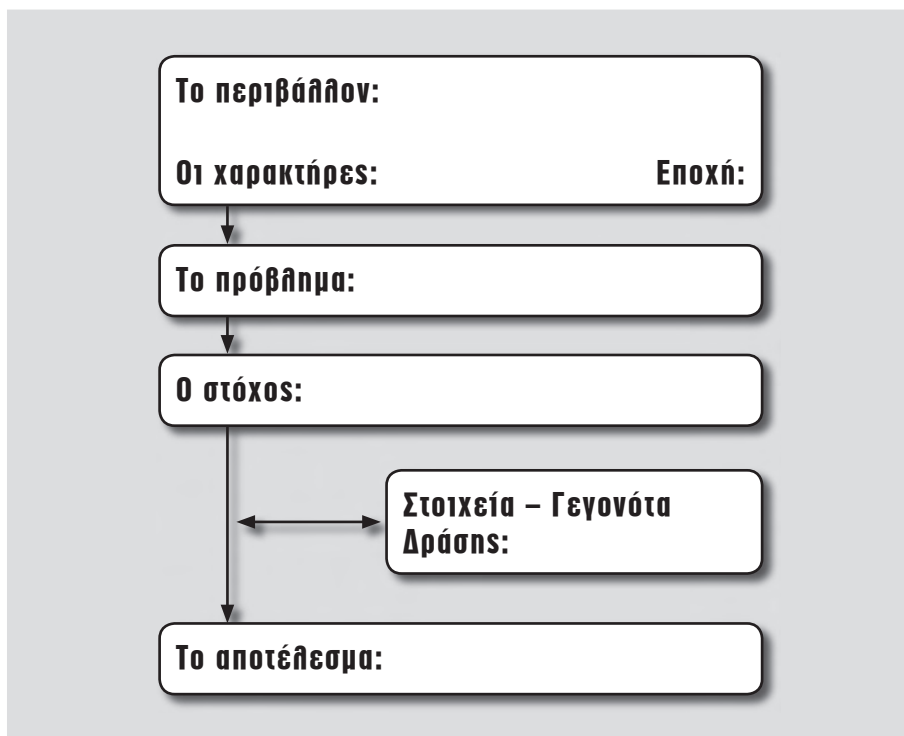 Το περιβάλλον:
Οι χαρακτήρες: Εποχή:
Το πρόβλημα:
Ο στόχος:
Στοιχεία – Γεγονότα
Δράσης:
Το αποτέλεσμα: